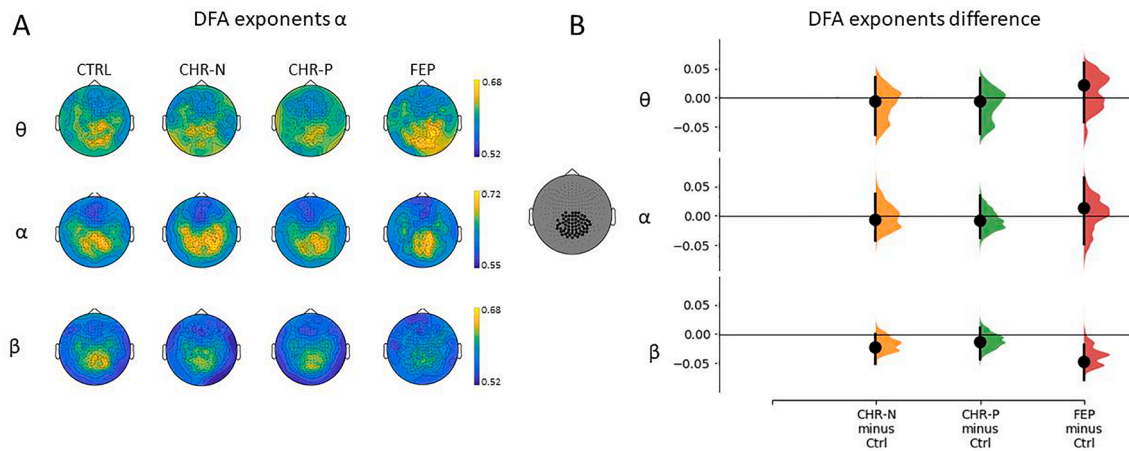 A
DFA exponents α
CTRL
CHR-N
CHR-P
FEP
θ
0.68
0.52
α
0.72
0.55
β
0.68
0.52
B
DFA exponents difference
θ
0.05
0.00
−0.05
α
0.05
0.00
−0.05
β
0.05
0.00
−0.05
CHR-N
minus
Ctrl
CHR-P
minus
Ctrl
FEP
minus
Ctrl